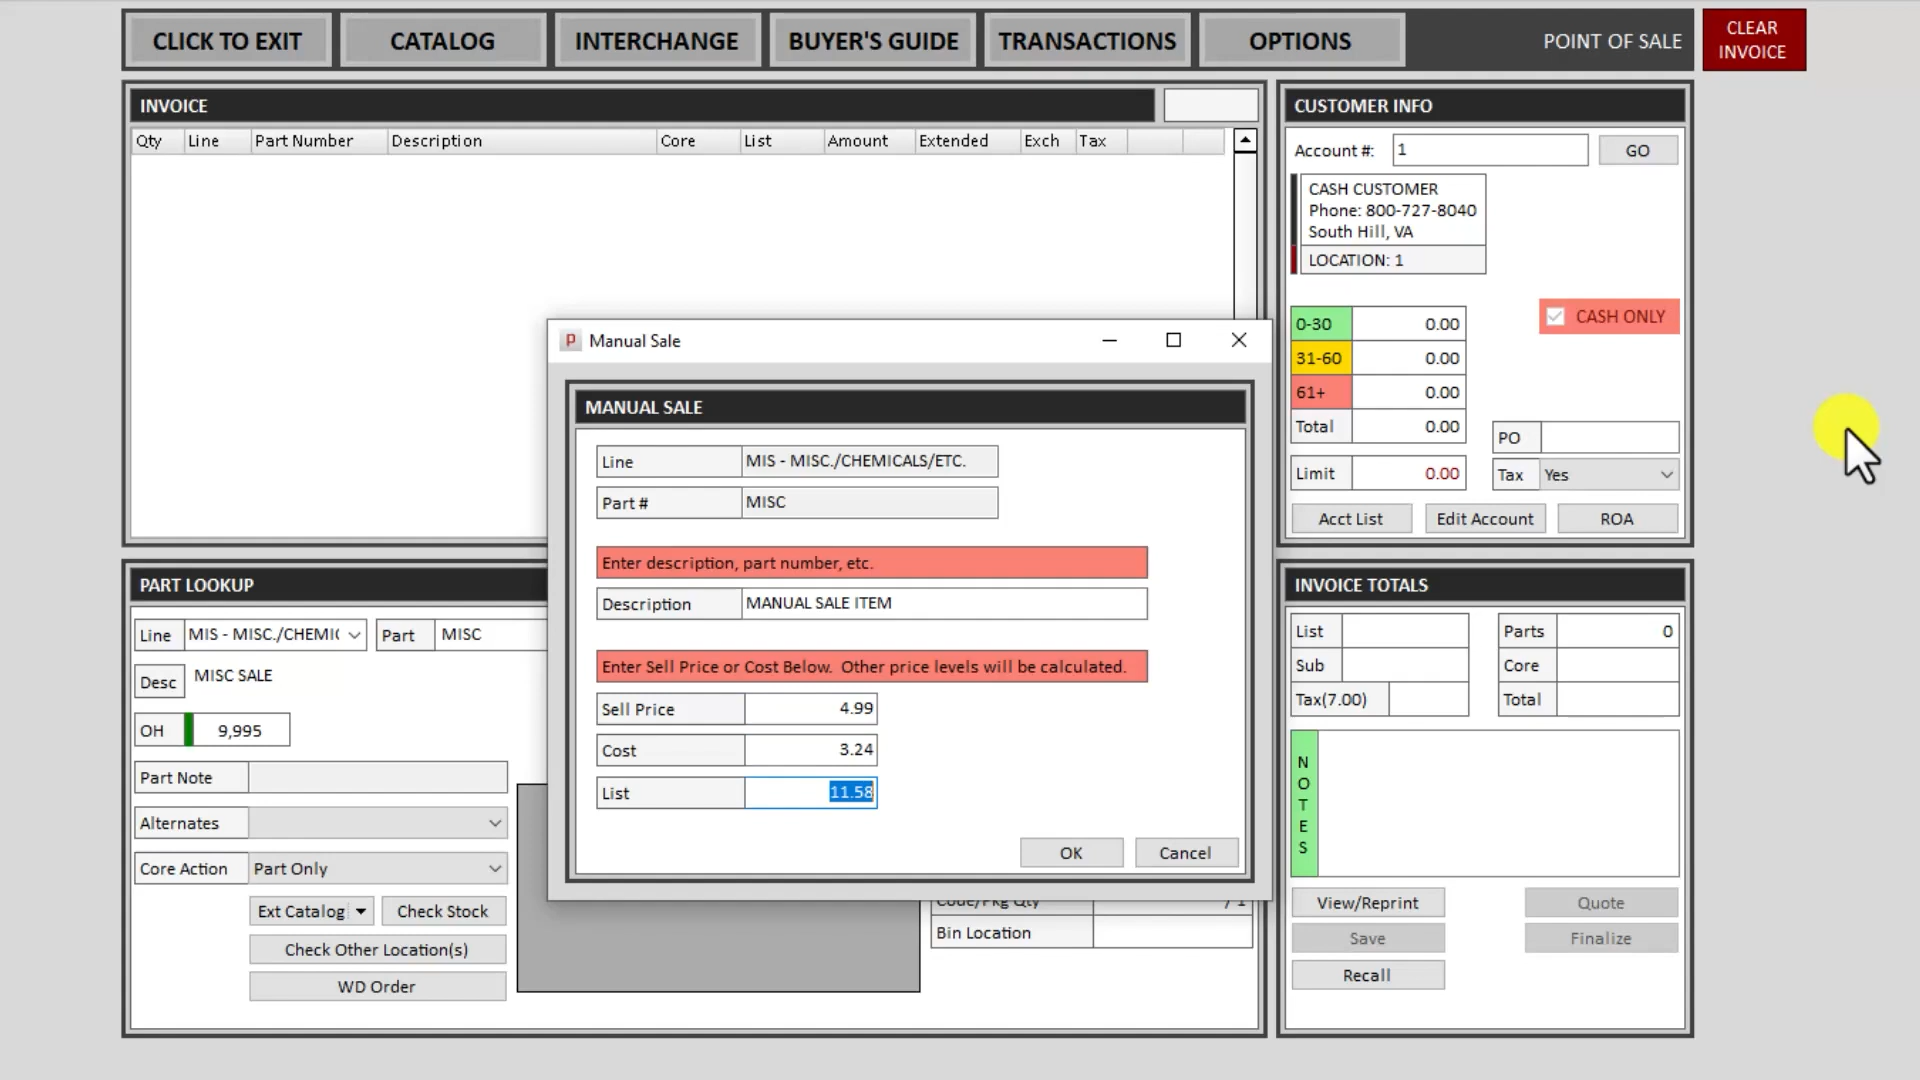 CLICK TO EXIT
CATALOG
INTERCHANGE
BUYER'S GUIDE
TRANSACTIONS
OPTIONS
POINT OF SALE
CLEAR
INVOICE
INVOICE
Qty Line Part Number Description Core List Amount Extended Exch Tax
CUSTOMER INFO
Account #: 1 GO
CASH CUSTOMER
Phone: 800-727-8040
South Hill, VA
LOCATION: 1
CASH ONLY
0-30 0.00
31-60 0.00
61+ 0.00
Total 0.00
PO
Limit 0.00
Tax Yes
Acct List Edit Account ROA
P Manual Sale
MANUAL SALE
Line MIS - MISC./CHEMICALS/ETC.
Part # MISC
Enter description, part number, etc.
Description MANUAL SALE ITEM
Enter Sell Price or Cost Below. Other price levels will be calculated.
Sell Price 4.99
Cost 3.24
List 11.58
OK Cancel
PART LOOKUP
Line MIS - MISC./CHEMI Part MISC
Desc MISC SALE
OH 9,995
Part Note
Alternates
Core Action Part Only
Ext Catalog Check Stock
Check Other Location(s)
WD Order
Code/Pkg Qty / 1
Bin Location
INVOICE TOTALS
List Parts 0
Sub Core
Tax(7.00) Total
NOTES
View/Reprint Quote
Save Finalize
Recall